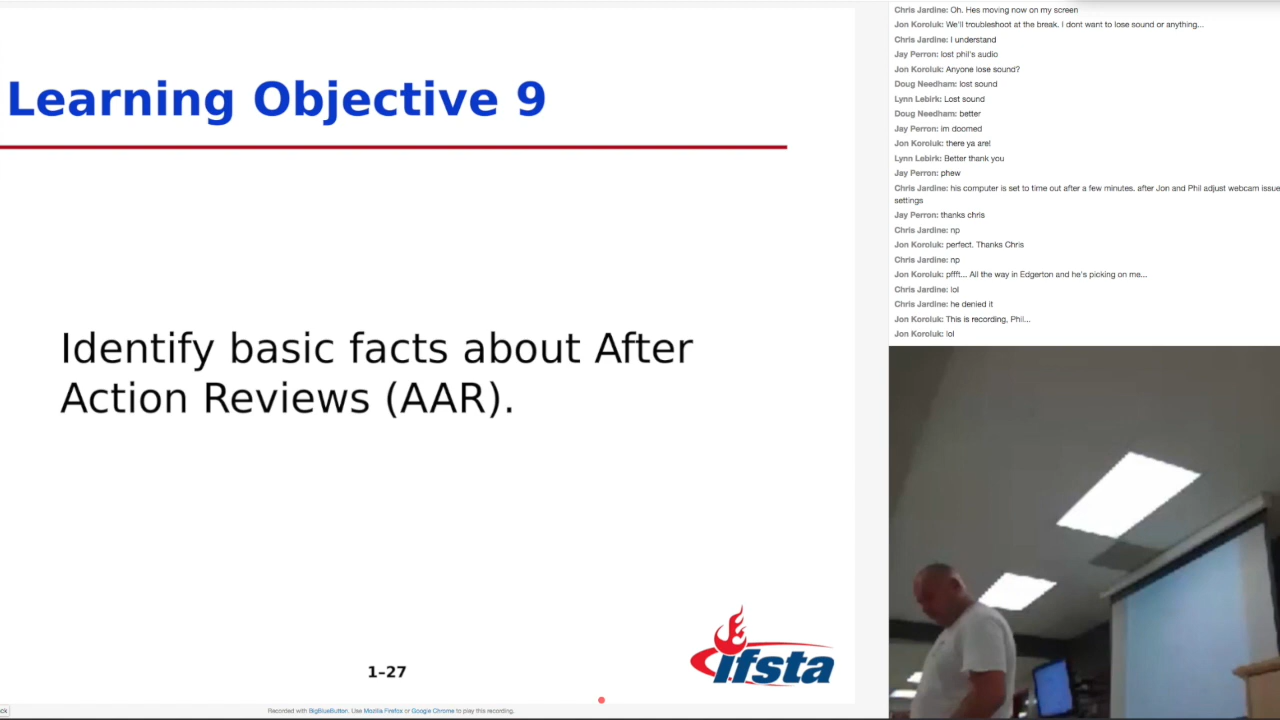 Learning Objective 9
Identify basic facts about After
Action Reviews (AAR).
1–27
ifsta
ck
Recorded with BigBlueButton. Use Mozilla Firefox or Google Chrome to play this recording.
Chris Jardine: Oh. Hes moving now on my screen
Jon Koroluk: We'll troubleshoot at the break. I dont want to lose sound or anything...
Chris Jardine: I understand
Jay Perron: lost phil's audio
Jon Koroluk: Anyone lose sound?
Doug Needham: lost sound
Lynn Lebirk: Lost sound
Doug Needham: better
Jay Perron: im doomed
Jon Koroluk: there ya are!
Lynn Lebirk: Better thank you
Jay Perron: phew
Chris Jardine: his computer is set to time out after a few minutes. after Jon and Phil adjust webcam issue
settings
Jay Perron: thanks chris
Chris Jardine: np
Jon Koroluk: perfect. Thanks Chris
Chris Jardine: np
Jon Koroluk: pffft... All the way in Edgerton and he's picking on me...
Chris Jardine: lol
Chris Jardine: he denied it
Jon Koroluk: This is recording, Phil...
Jon Koroluk: lol